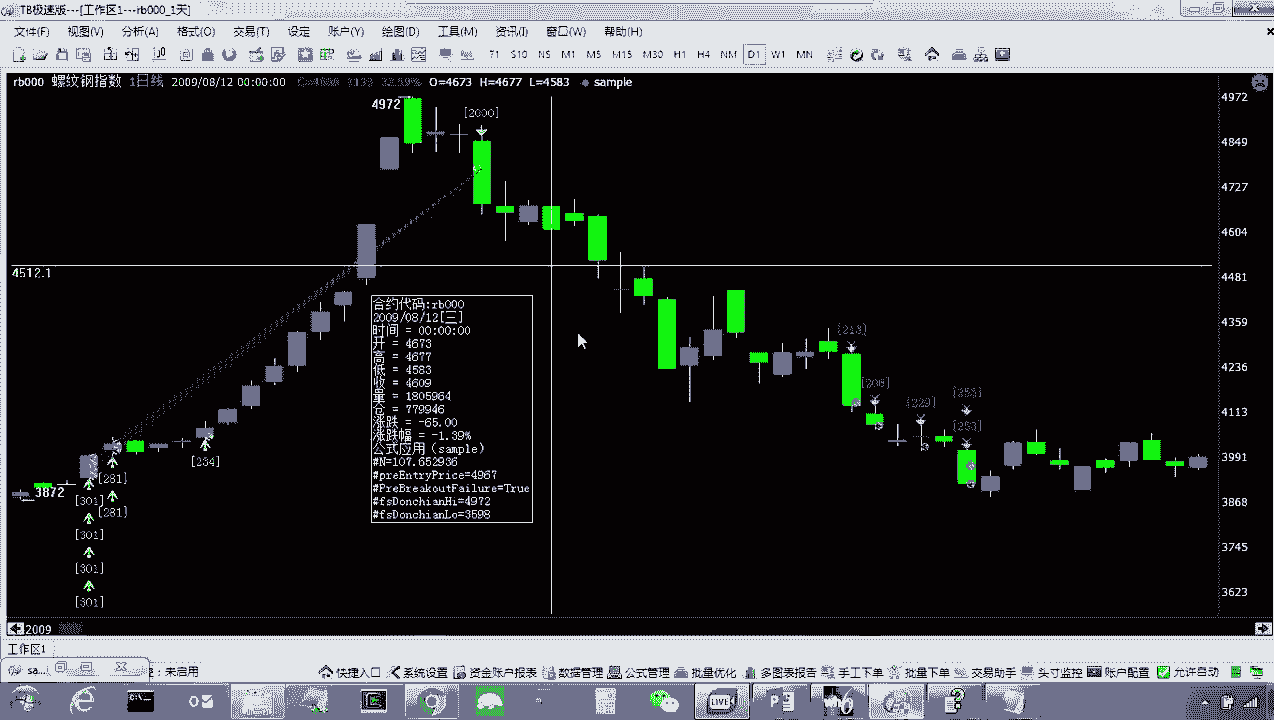 TB极速版---[工作区1---rb000_1天]
文件(F) 视图(V) 分析(A) 格式(O) 交易(T) 设定 账户(Y) 绘图(D) 工具(M) 资讯(I) 窗口(W) 帮助(H)
T1 S10 NS M1 M5 M15 M30 H1 H4 NM D1 W1 MN
rb000 螺纹钢指数 1日线 2009/08/12 00:00:00 O=4673 H=4677 L=4583 sample
4972
[2000]
4972
4849
4727
4604
4512.1
4481
4359
4236
4113
3991
3868
3745
3623
合约代码:rb000
2009/08/12[三]
时间 = 00:00:00
开 = 4673
高 = 4677
低 = 4583
收 = 4609
量 = 1805964
仓 = 779946
涨跌 = -65.00
涨跌幅 = -1.39%
公式应用(sample)
#N=107.652936
#preEntryPrice=4967
#PreBreakoutFailure=True
#fsDonchianHi=4972
#fsDonchianLo=3598
[213]
[208]
[229]
[253]
[253]
[234]
3872
[281]
[301]
[281]
[301]
[301]
[301]
2009
工作区1
sa... : 未启用
快捷入口 系统设置 资金账户报表 数据管理 公式管理 批量优化 多图表报告 手工下单 批量下单 交易助手 头寸监控 账户配置 允许自动
LIVE